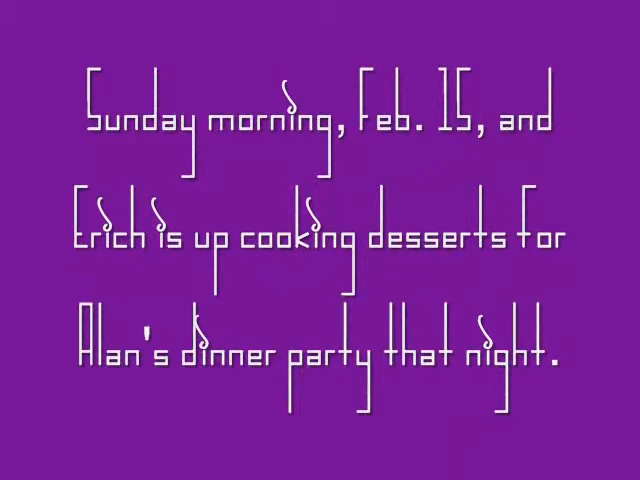 Sunday morning, Feb. 15, and
Erich is up cooking desserts for
Alan's dinner party that night.